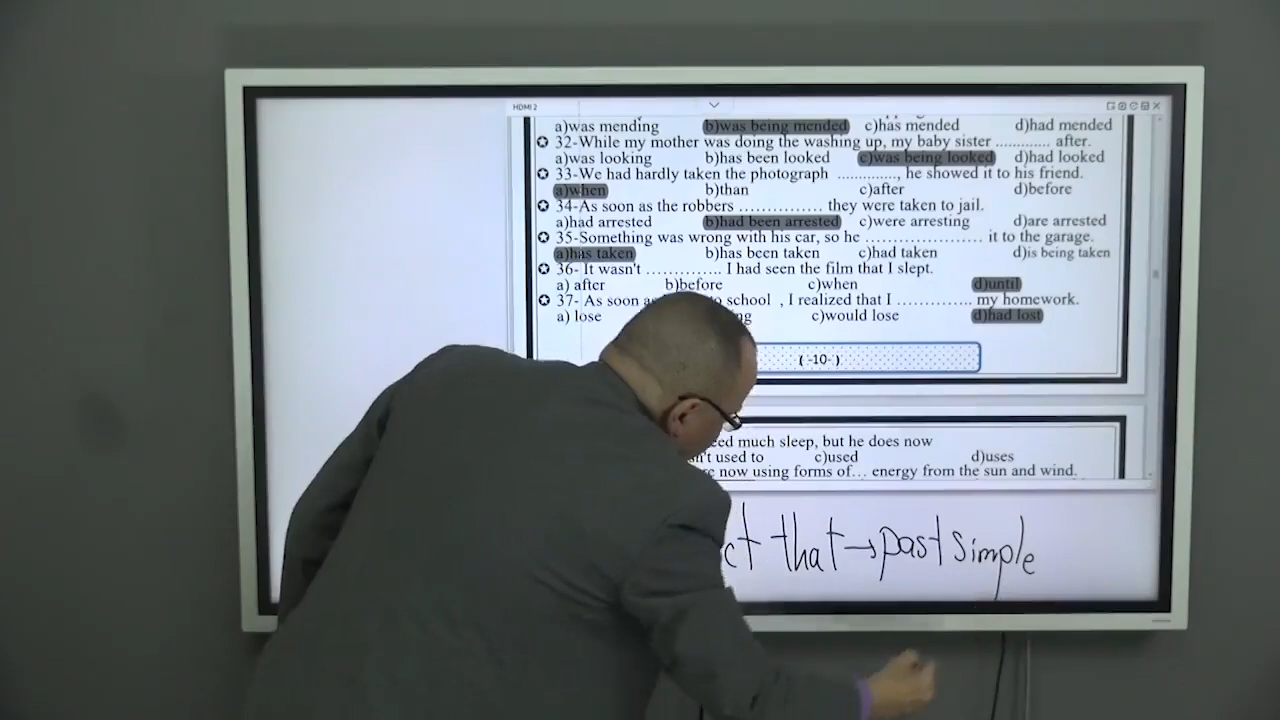 HDMI 2
a)was mending b)was being mended c)has mended d)had mended
32-While my mother was doing the washing up, my baby sister ............. after.
a)was looking b)has been looked c)was being looked d)had looked
33-We had hardly taken the photograph .............., he showed it to his friend.
a)when b)than c)after d)before
34-As soon as the robbers ................ they were taken to jail.
a)had arrested b)had been arrested c)were arresting d)are arrested
35-Something was wrong with his car, so he ...................... it to the garage.
a)has taken b)has been taken c)had taken d)is being taken
36- It wasn't .............. I had seen the film that I slept.
a) after b)before c)when d)until
37- As soon school , I realized that I .............. my homework.
a) lose c)would lose d)had lost
( -10- )
much sleep, but he does now
used to c)used d)uses
now using forms of... energy from the sun and wind.
that → past simple